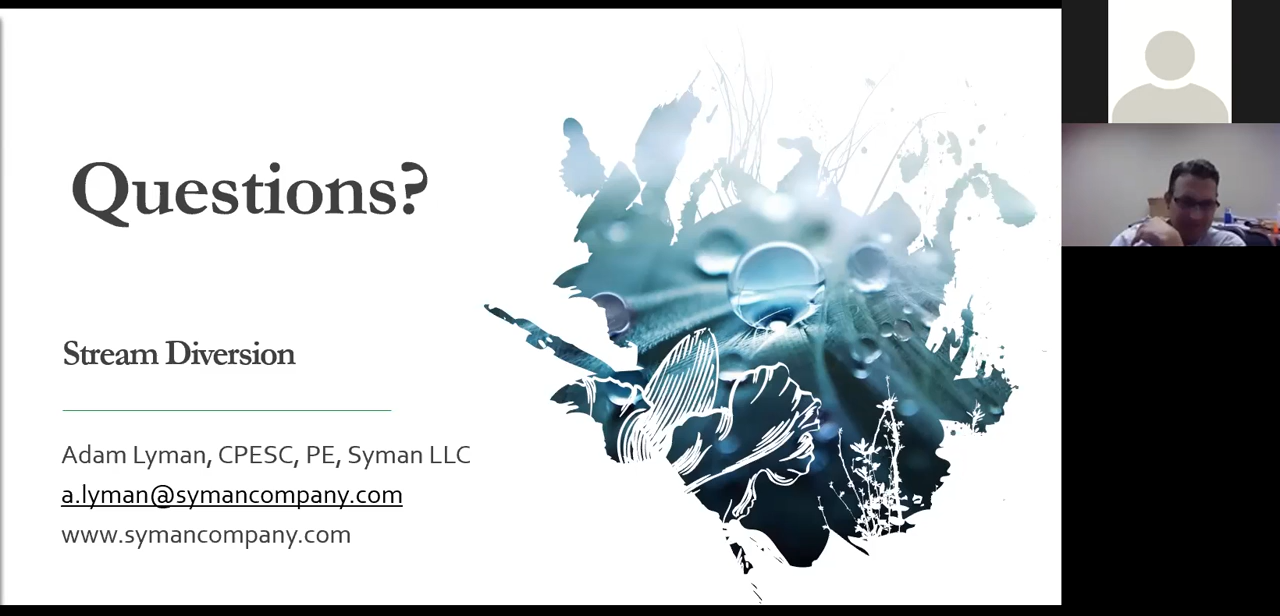 Questions?
Stream Diversion
Adam Lyman, CPESC, PE, Syman LLC
a.lyman@symancompany.com
www.symancompany.com